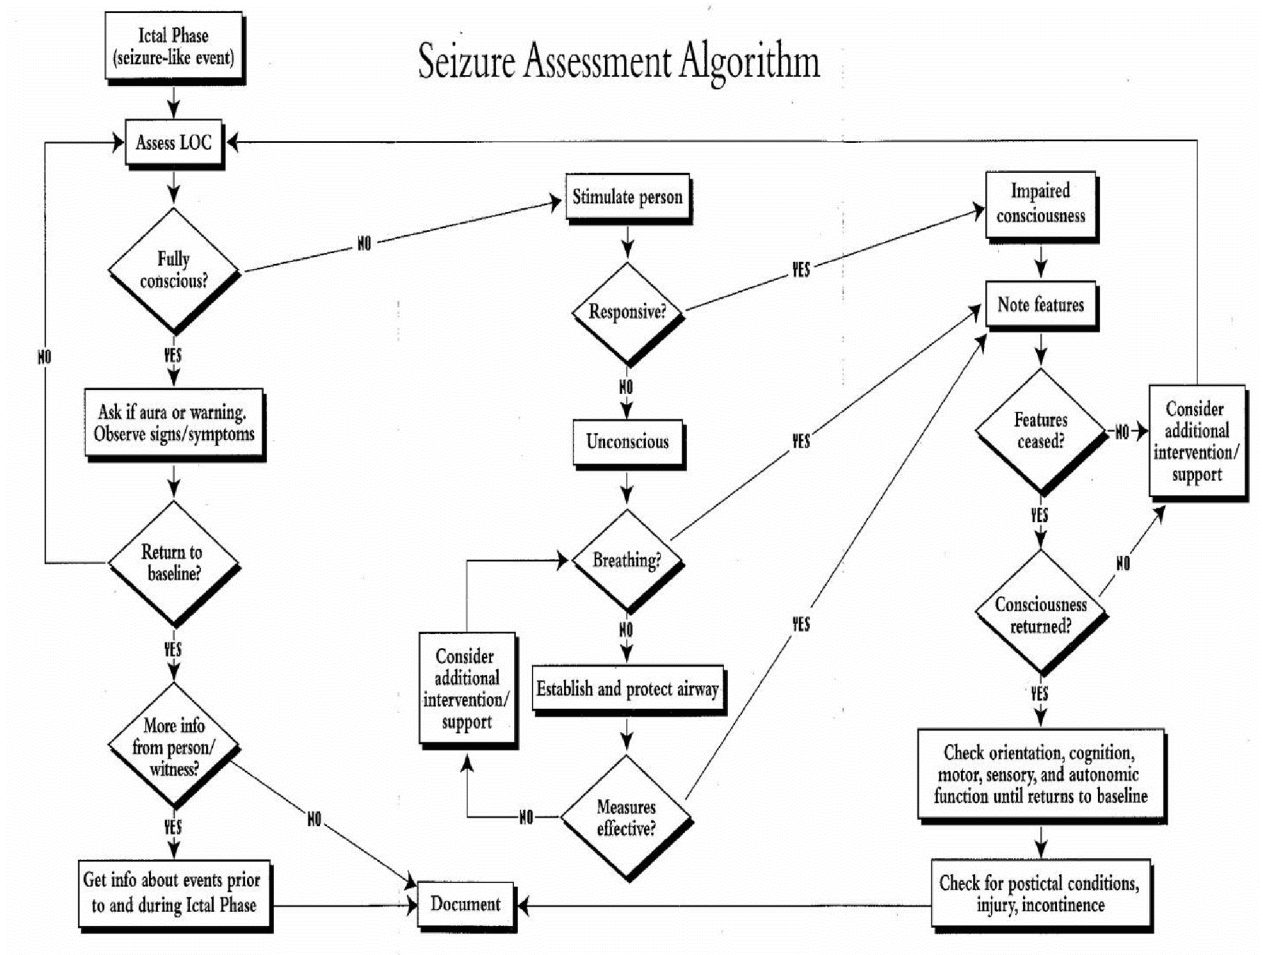 Seizure Assessment Algorithm
Ictal Phase
(seizure-like event)
Assess LOC
Fully
conscious?
NO
YES
Ask if aura or warning.
Observe signs/symptoms
Return to
baseline?
NO
YES
More info
from person/
witness?
NO
YES
Get info about events prior
to and during Ictal Phase
Document
Stimulate person
Responsive?
YES
NO
Unconscious
Breathing?
YES
NO
Establish and protect airway
Measures
effective?
YES
NO
Consider
additional
intervention/
support
Impaired
consciousness
Note features
Features
ceased?
NO
YES
Consider
additional
intervention/
support
Consciousness
returned?
NO
YES
Check orientation, cognition,
motor, sensory, and autonomic
function until returns to baseline
Check for postictal conditions,
injury, incontinence